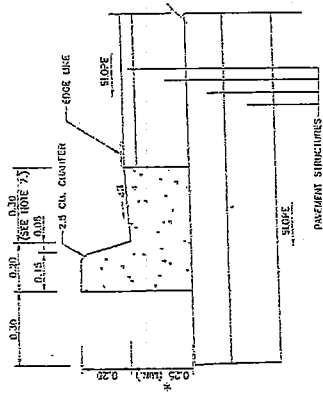 0.30
0.20
0.30
(SEE NOTE 7.)
0.15
0.05
2.5 CM. CHAMFER
EDGE LINE
SLOPE
0.20
0.25 (MIN.)
*
SLOPE
PAVEMENT STRUCTURES